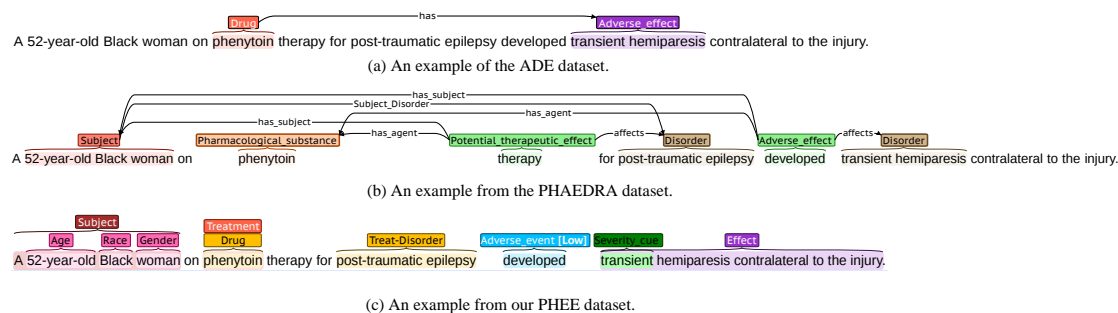 has
Drug Adverse_effect
A 52-year-old Black woman on phenytoin therapy for post-traumatic epilepsy developed transient hemiparesis contralateral to the injury.
(a) An example of the ADE dataset.
has_subject
Subject_Disorder
has_agent
has_subject
Subject Pharmacological_substance has_agent Potential_therapeutic_effect affects Disorder Adverse_effect affects Disorder
A 52-year-old Black woman on phenytoin therapy for post-traumatic epilepsy developed transient hemiparesis contralateral to the injury.
(b) An example from the PHAEDRA dataset.
Subject Treatment
Age Race Gender Drug Treat-Disorder Adverse_event [Low] Severity_cue Effect
A 52-year-old Black woman on phenytoin therapy for post-traumatic epilepsy developed transient hemiparesis contralateral to the injury.
(c) An example from our PHEE dataset.